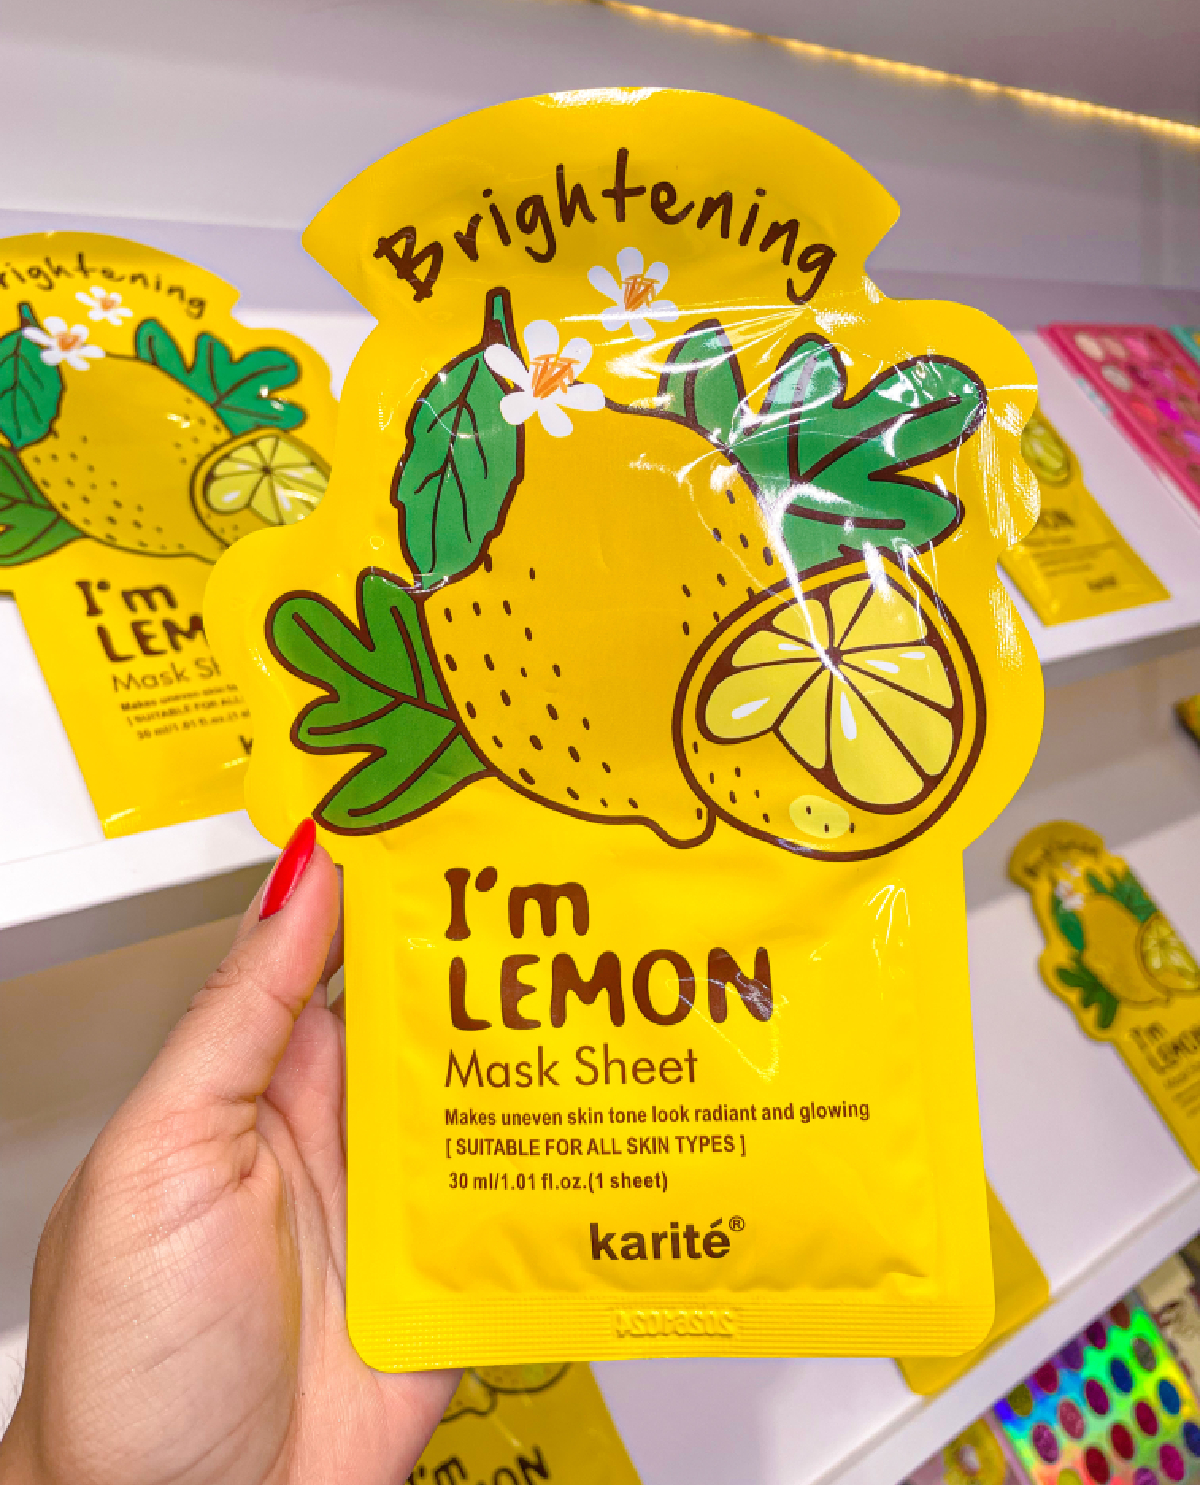 Brightening
I'm
LEMON
Mask Sheet
Makes uneven skin tone look radiant and glowing
[ SUITABLE FOR ALL SKIN TYPES ]
30 ml/1.01 fl.oz.(1 sheet)
karité®
I'm
Mask